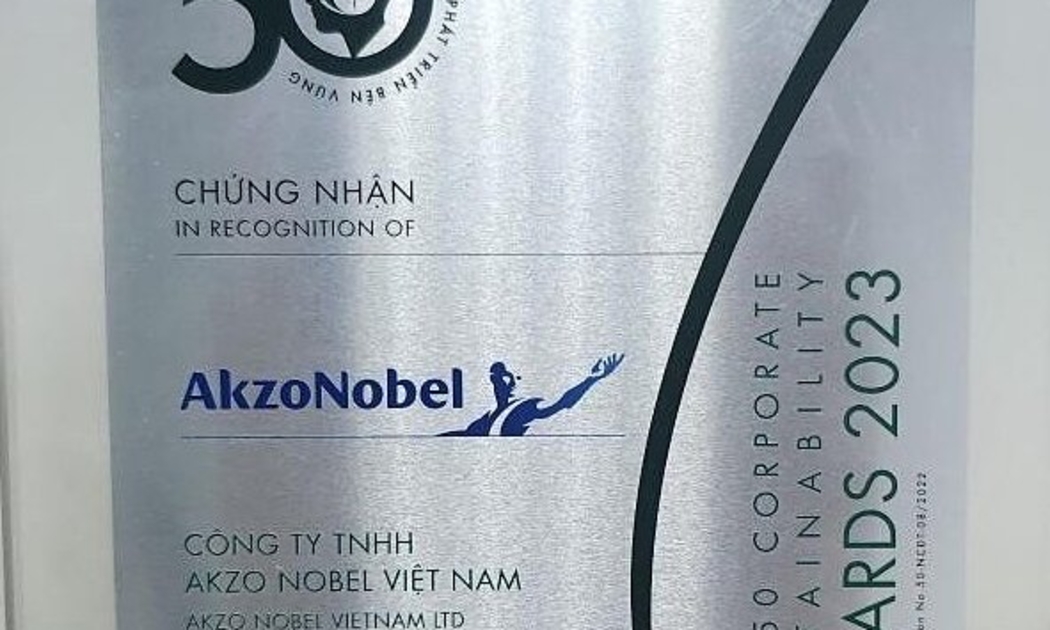 50
PHÁT TRIỂN BỀN VỮNG
CHỨNG NHẬN
IN RECOGNITION OF
AkzoNobel
CÔNG TY TNHH
AKZO NOBEL VIỆT NAM
AKZO NOBEL VIETNAM LTD
50 CORPORATE
TAINABILITY
ARDS 2023